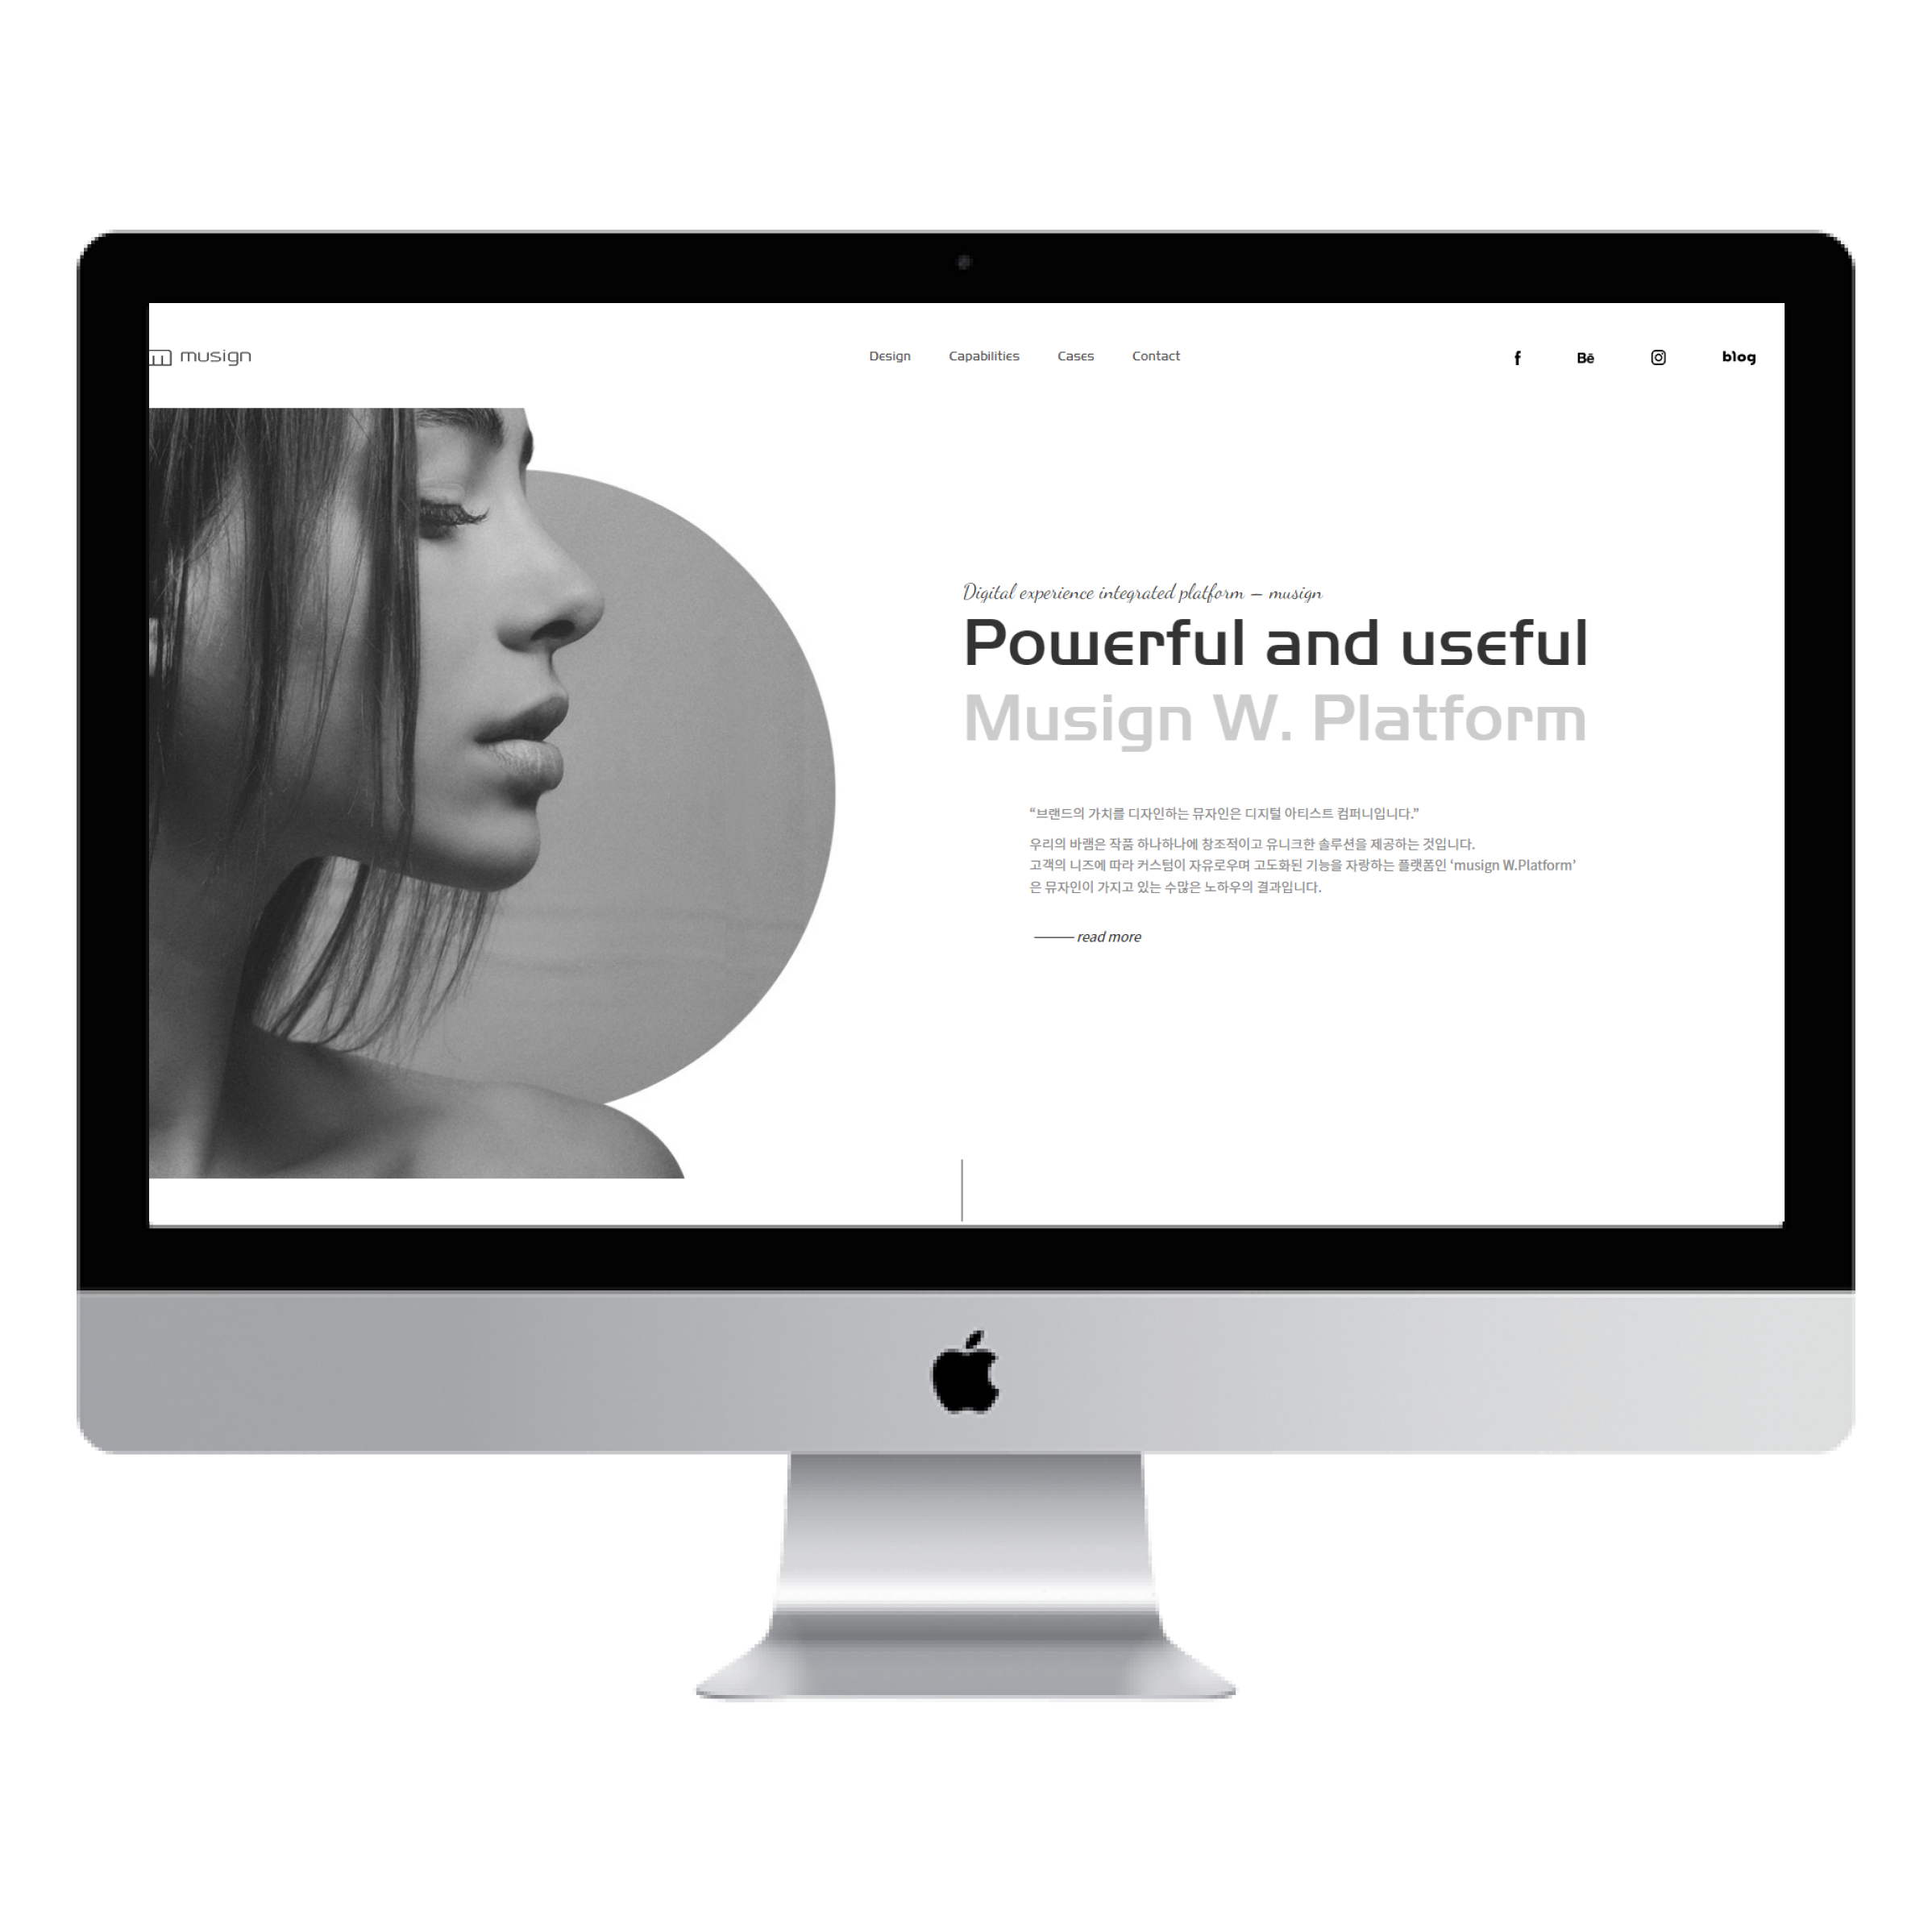 musign
Design Capabilities Cases Contact
f Bē blog
Digital experience integrated platform – musign
Powerful and useful
Musign W. Platform
“브랜드의 가치를 디자인하는 뮤자인은 디지털 아티스트 컴퍼니입니다.”
우리의 바램은 작품 하나하나에 창조적이고 유니크한 솔루션을 제공하는 것입니다.
고객의 니즈에 따라 커스텀이 자유로우며 고도화된 기능을 자랑하는 플랫폼인 ‘musign W.Platform’
은 뮤자인이 가지고 있는 수많은 노하우의 결과입니다.
read more